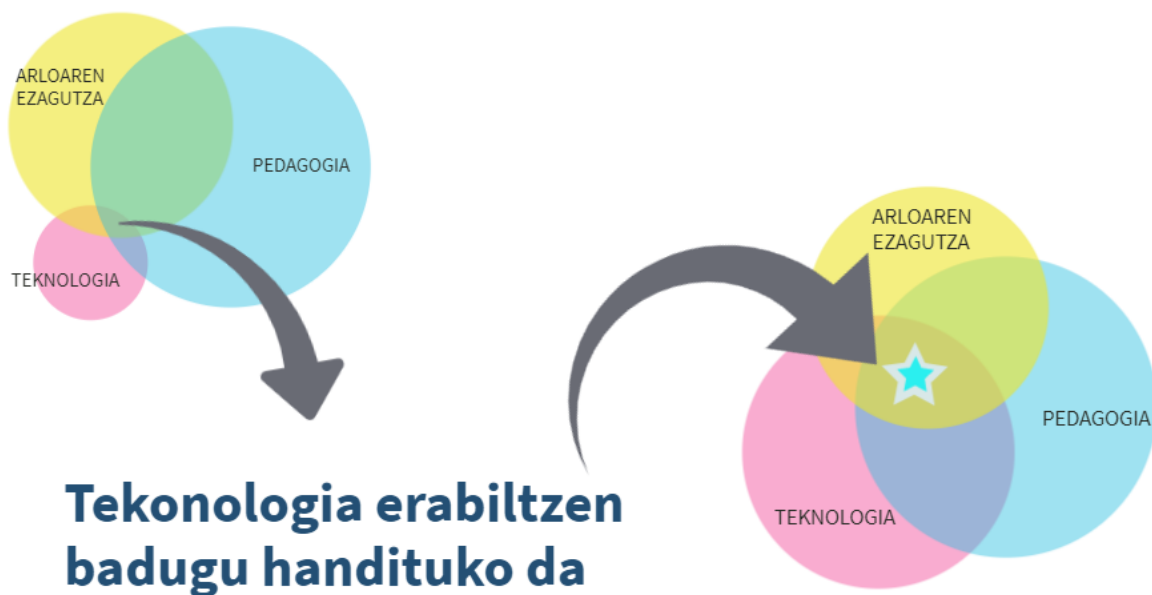 ARLOAREN
EZAGUTZA
PEDAGOGIA
TEKNOLOGIA
ARLOAREN
EZAGUTZA
PEDAGOGIA
TEKNOLOGIA
Tekonologia erabiltzen
badugu handituko da